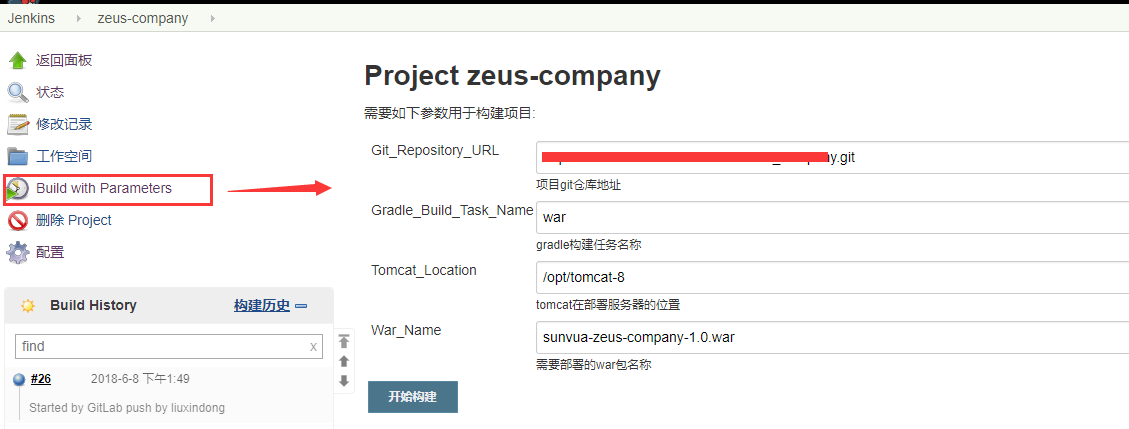 Jenkins zeus-company
返回面板
状态
修改记录
工作空间
Build with Parameters
删除 Project
配置
Build History 构建历史
find x
#26 2018-6-8 下午1:49
Started by GitLab push by liuxindong
Project zeus-company
需要如下参数用于构建项目:
Git_Repository_URL
.git
项目git仓库地址
Gradle_Build_Task_Name war
gradle构建任务名称
Tomcat_Location /opt/tomcat-8
tomcat在部署服务器的位置
War_Name sunvua-zeus-company-1.0.war
需要部署的war包名称
开始构建